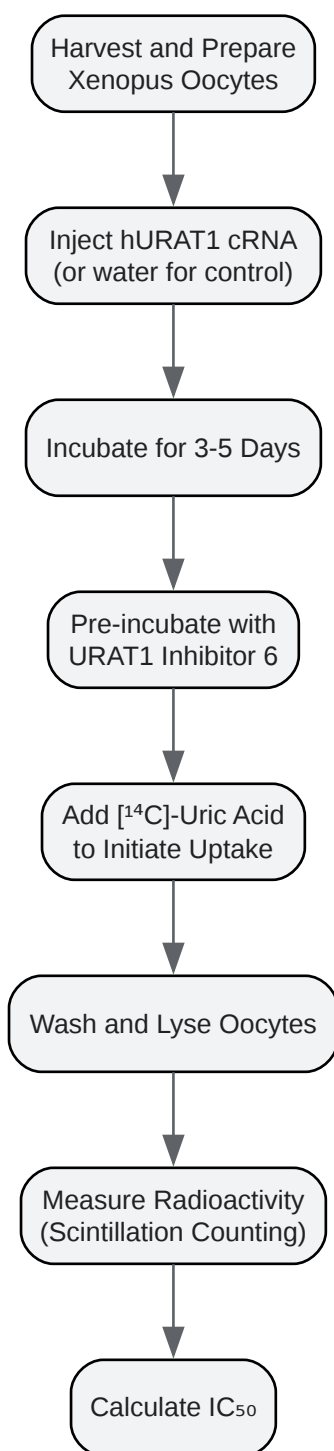 Harvest and Prepare
Xenopus Oocytes
Inject hURAT1 cRNA
(or water for control)
Incubate for 3-5 Days
Pre-incubate with
URAT1 Inhibitor 6
Add [¹⁴C]-Uric Acid
to Initiate Uptake
Wash and Lyse Oocytes
Measure Radioactivity
(Scintillation Counting)
Calculate IC₅₀